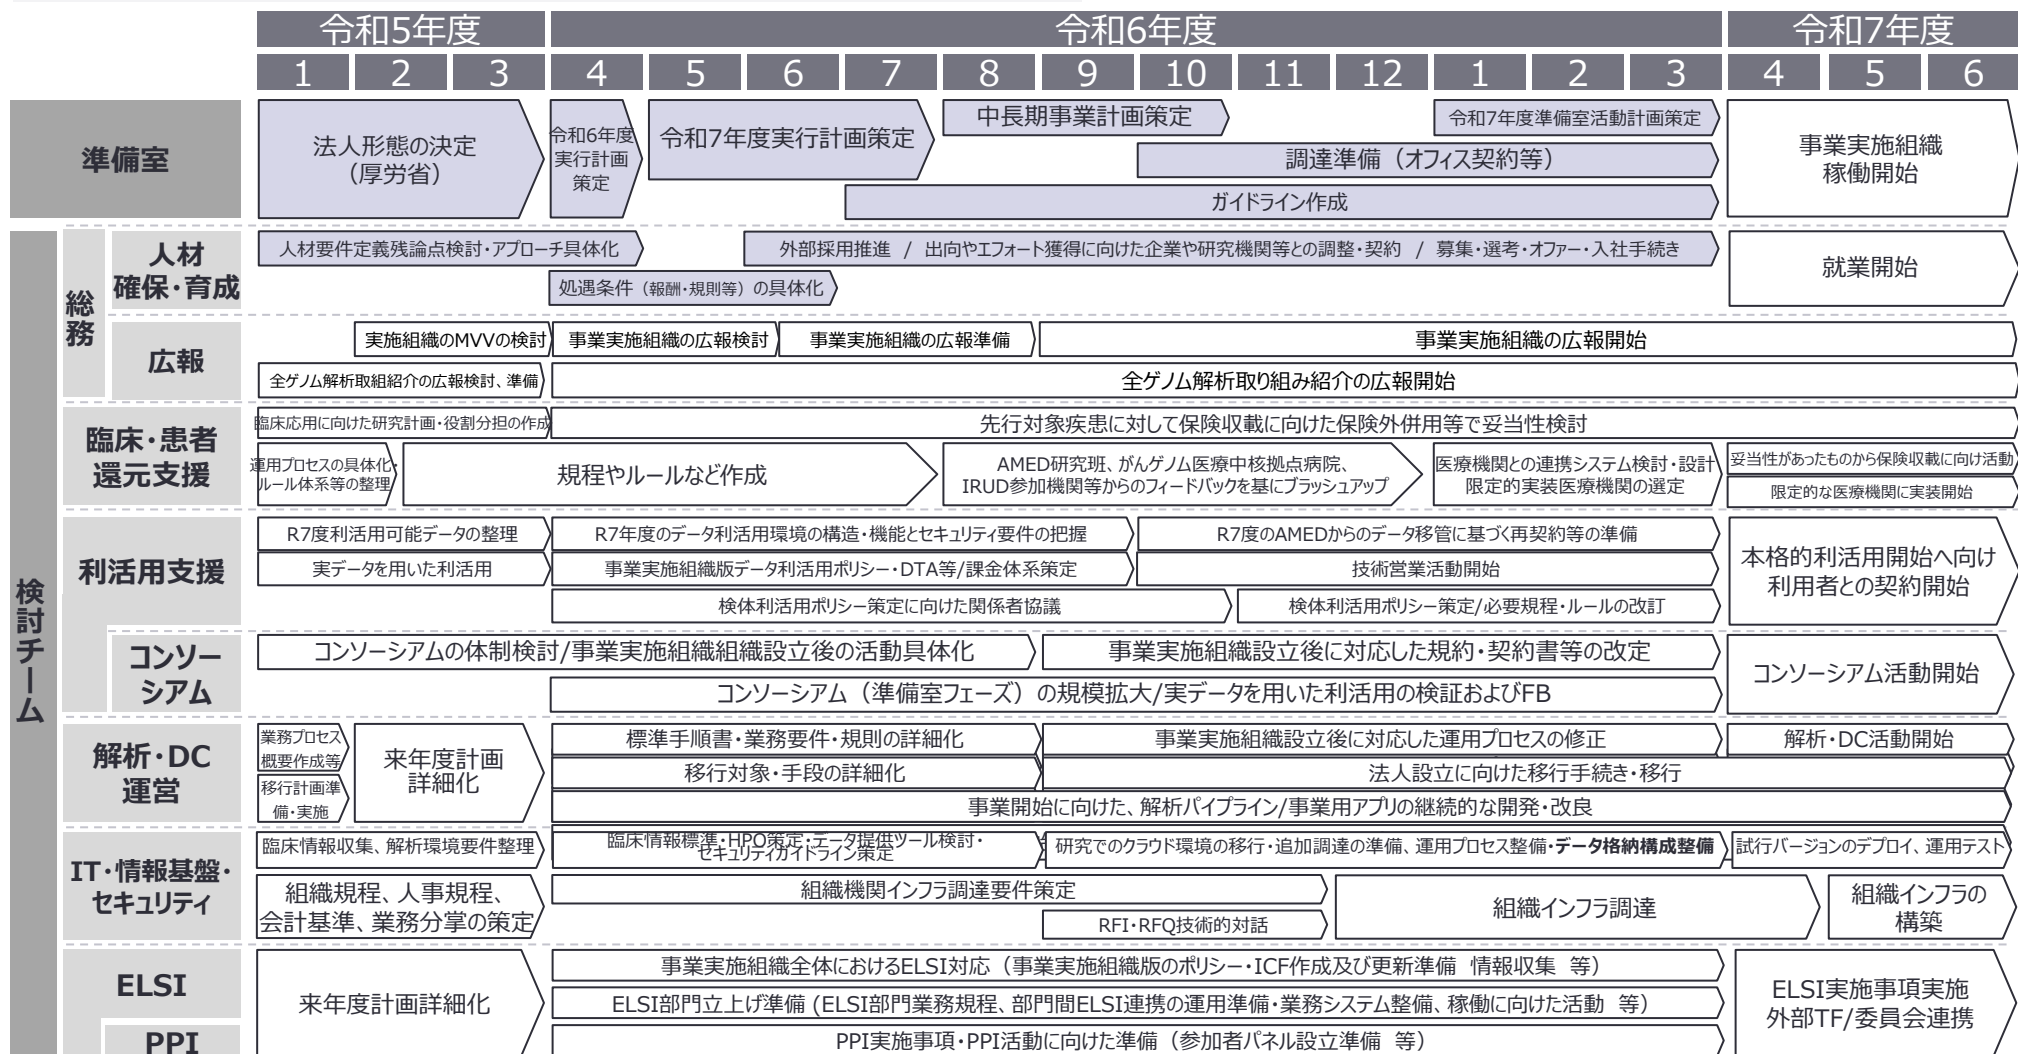 令和5年度
令和6年度
令和7年度
1 2 3 4 5 6 7 8 9 10 11 12 1 2 3 4 5 6
準備室
法人形態の決定
(厚労省)
令和6年度
実行計画
策定
令和7年度実行計画策定
中長期事業計画策定
令和7年度準備室活動計画策定
調達準備（オフィス契約等）
ガイドライン作成
事業実施組織
稼働開始
検討チーム
総務
人材
確保・育成
人材要件定義残論点検討・アプローチ具体化
外部採用推進 / 出向やエフォート獲得に向けた企業や研究機関等との調整・契約 / 募集・選考・オファー・入社手続き
処遇条件（報酬・規則等）の具体化
就業開始
広報
実施組織のMVVの検討
事業実施組織の広報検討
事業実施組織の広報準備
事業実施組織の広報開始
全ゲノム解析取組紹介の広報検討、準備
全ゲノム解析取り組み紹介の広報開始
臨床・患者
還元支援
臨床応用に向けた研究計画・役割分担の作成
先行対象疾患に対して保険収載に向けた保険外併用等で妥当性検討
運用プロセスの具体化・
ルール体系等の整理
規程やルールなど作成
AMED研究班、がんゲノム医療中核拠点病院、
IRUD参加機関等からのフィードバックを基にブラッシュアップ
医療機関との連携システム検討・設計
限定的実装医療機関の選定
妥当性があったものから保険収載に向け活動
限定的な医療機関に実装開始
利活用支援
R7度利活用可能データの整理
R7年度のデータ利活用環境の構造・機能とセキュリティ要件の把握
R7度のAMEDからのデータ移管に基づく再契約等の準備
実データを用いた利活用
事業実施組織版データ利活用ポリシー・DTA等/課金体系策定
技術営業活動開始
検体利活用ポリシー策定に向けた関係者協議
検体利活用ポリシー策定/必要規程・ルールの改訂
本格的利活用開始へ向け
利用者との契約開始
コンソー
シアム
コンソーシアムの体制検討/事業実施組織組織設立後の活動具体化
事業実施組織設立後に対応した規約・契約書等の改定
コンソーシアム（準備室フェーズ）の規模拡大/実データを用いた利活用の検証およびFB
コンソーシアム活動開始
解析・DC
運営
業務プロセス
概要作成等
移行計画準
備・実施
来年度計画
詳細化
標準手順書・業務要件・規則の詳細化
事業実施組織設立後に対応した運用プロセスの修正
解析・DC活動開始
移行対象・手段の詳細化
法人設立に向けた移行手続き・移行
事業開始に向けた、解析パイプライン/事業用アプリの継続的な開発・改良
IT・情報基盤・
セキュリティ
臨床情報収集、解析環境要件整理
臨床情報標準・HPO策定・データ提供ツール検討・
セキュリティガイドライン策定
研究でのクラウド環境の移行・追加調達の準備、運用プロセス整備・データ格納構成整備
試行バージョンのデプロイ、運用テスト
組織規程、人事規程、
会計基準、業務分掌の策定
組織機関インフラ調達要件策定
RFI・RFQ技術的対話
組織インフラ調達
組織インフラの
構築
ELSI
PPI
来年度計画詳細化
事業実施組織全体におけるELSI対応（事業実施組織版のポリシー・ICF作成及び更新準備 情報収集 等）
ELSI部門立上げ準備 (ELSI部門業務規程、部門間ELSI連携の運用準備・業務システム整備、稼働に向けた活動 等)
PPI実施事項・PPI活動に向けた準備（参加者パネル設立準備 等）
ELSI実施事項実施
外部TF/委員会連携